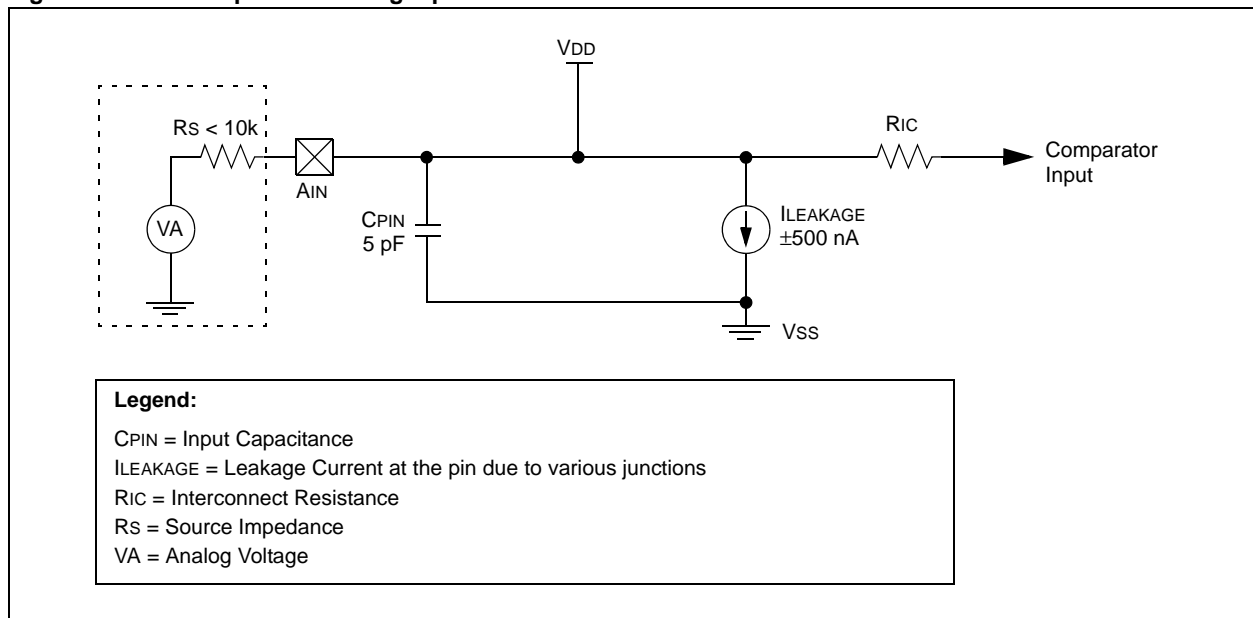 VDD
RS < 10k
RIC
AIN
Comparator
Input
VA
CPIN
5 pF
ILEAKAGE
±500 nA
VSS
Legend:
CPIN = Input Capacitance
ILEAKAGE = Leakage Current at the pin due to various junctions
RIC = Interconnect Resistance
RS = Source Impedance
VA = Analog Voltage